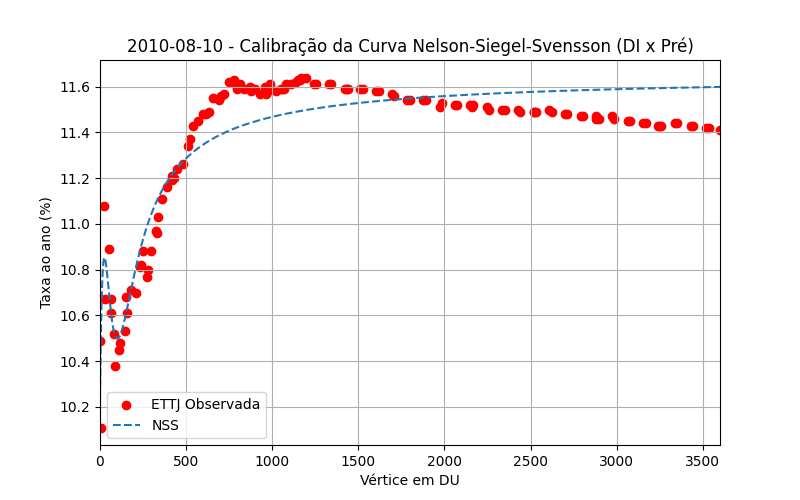 2010-08-10 - Calibração da Curva Nelson-Siegel-Svensson (DI x Pré)
Taxa ao ano (%)
11.6
11.4
11.2
11.0
10.8
10.6
10.4
10.2
ETTJ Observada
NSS
0 500 1000 1500 2000 2500 3000 3500
Vértice em DU